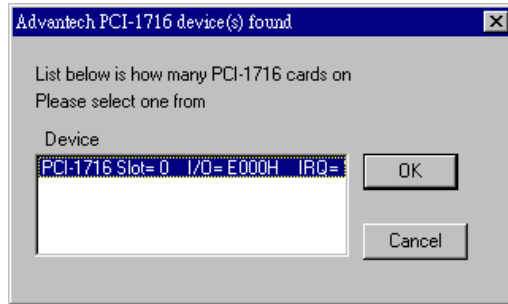 Advantech PCI-1716 device(s) found
List below is how many PCI-1716 cards on
Please select one from
Device
PCI-1716 Slot= 0 I/O= E000H IRQ=
OK
Cancel